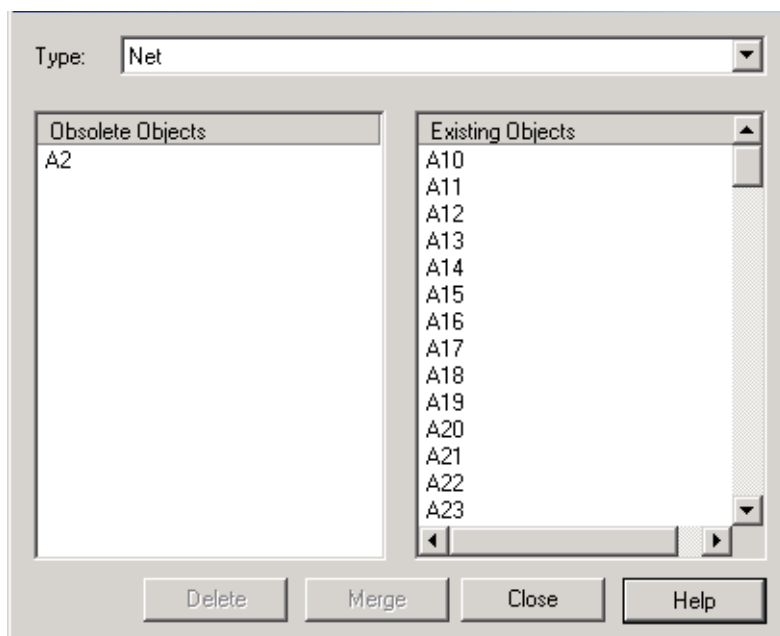 Type: Net
Obsolete Objects
A2
Existing Objects
A10
A11
A12
A13
A14
A15
A16
A17
A18
A19
A20
A21
A22
A23
Delete Merge Close Help